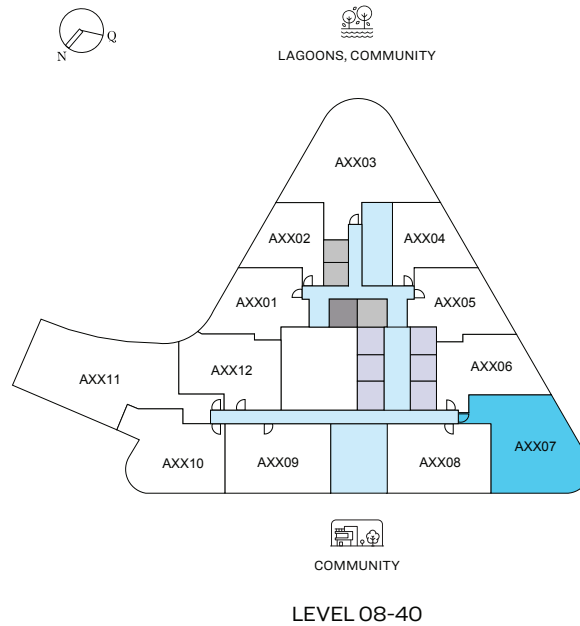 Q
N
LAGOONS, COMMUNITY
AXX03
AXX02
AXX04
AXX01
AXX05
AXX11
AXX12
AXX06
AXX07
AXX10
AXX09
AXX08
COMMUNITY
LEVEL 08-40